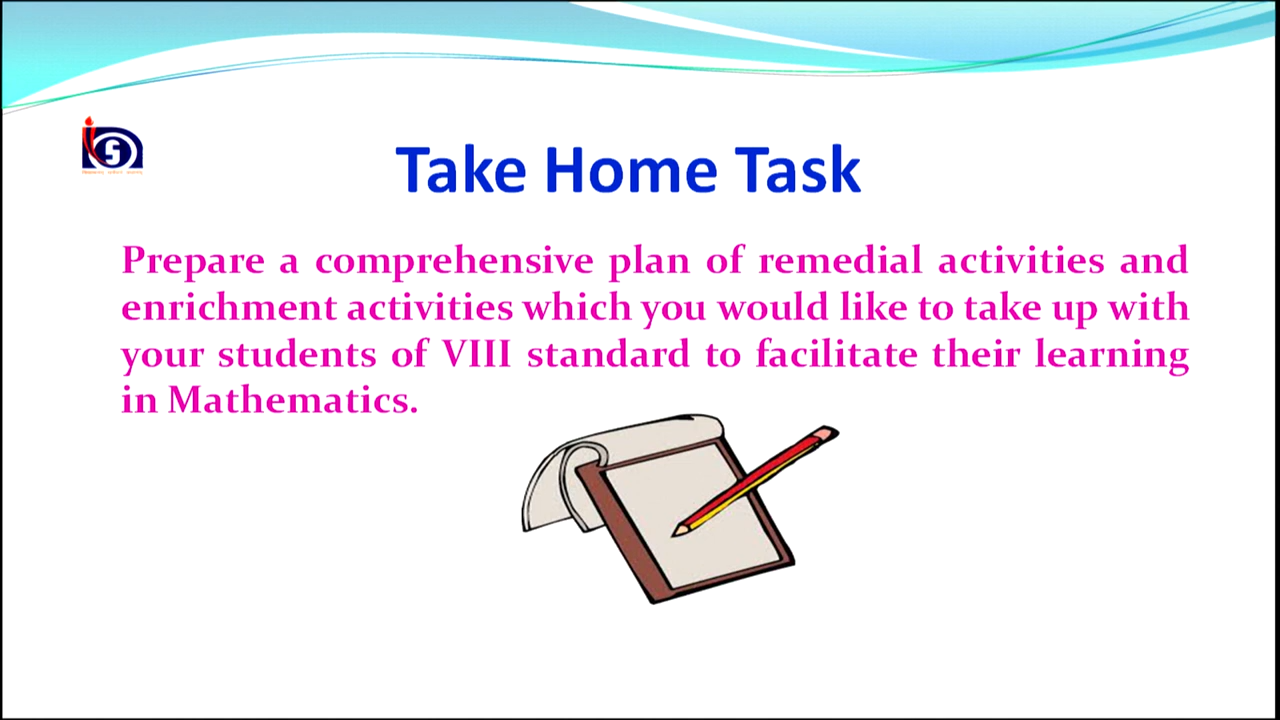 Take Home Task
Prepare a comprehensive plan of remedial activities and
enrichment activities which you would like to take up with
your students of VIII standard to facilitate their learning
in Mathematics.